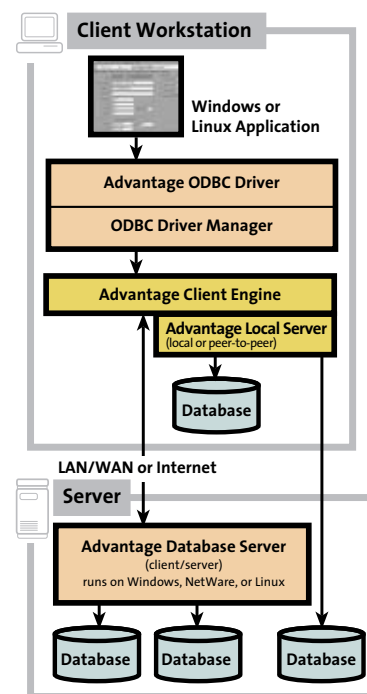 Client Workstation
Windows or
Linux Application
Advantage ODBC Driver
ODBC Driver Manager
Advantage Client Engine
Advantage Local Server
(local or peer-to-peer)
Database
LAN/WAN or Internet
Server
Advantage Database Server
(client/server)
runs on Windows, NetWare, or Linux
Database
Database
Database